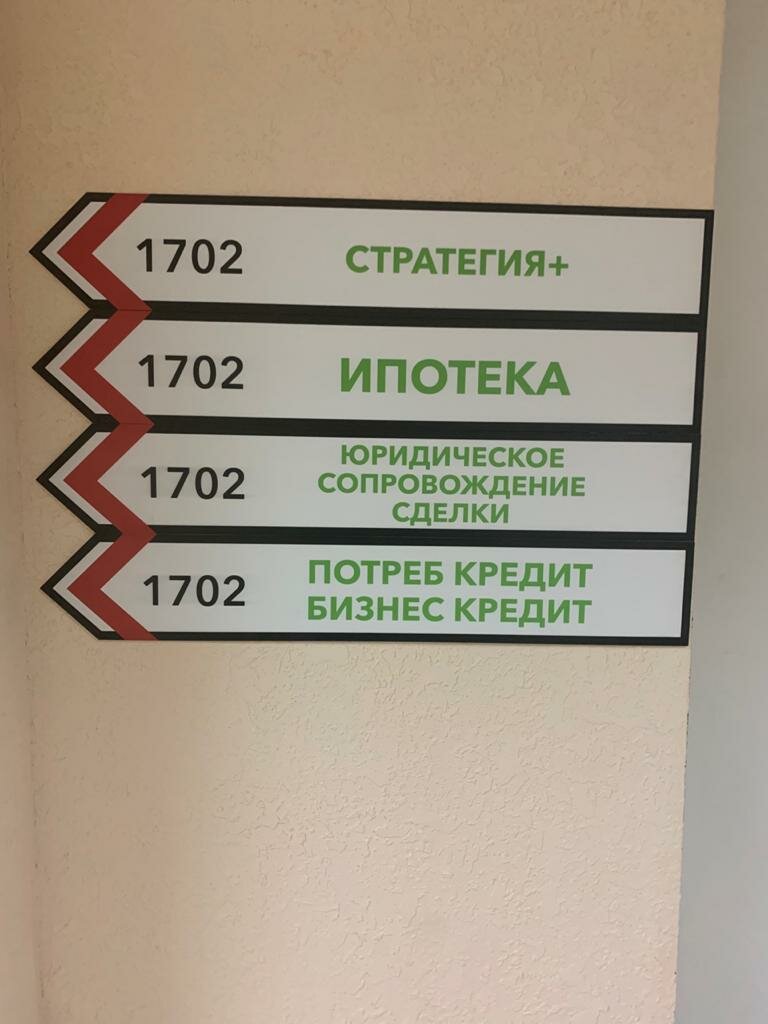 1702 СТРАТЕГИЯ+
1702 ИПОТЕКА
1702 ЮРИДИЧЕСКОЕ
СОПРОВОЖДЕНИЕ
СДЕЛКИ
1702 ПОТРЕБ КРЕДИТ
БИЗНЕС КРЕДИТ